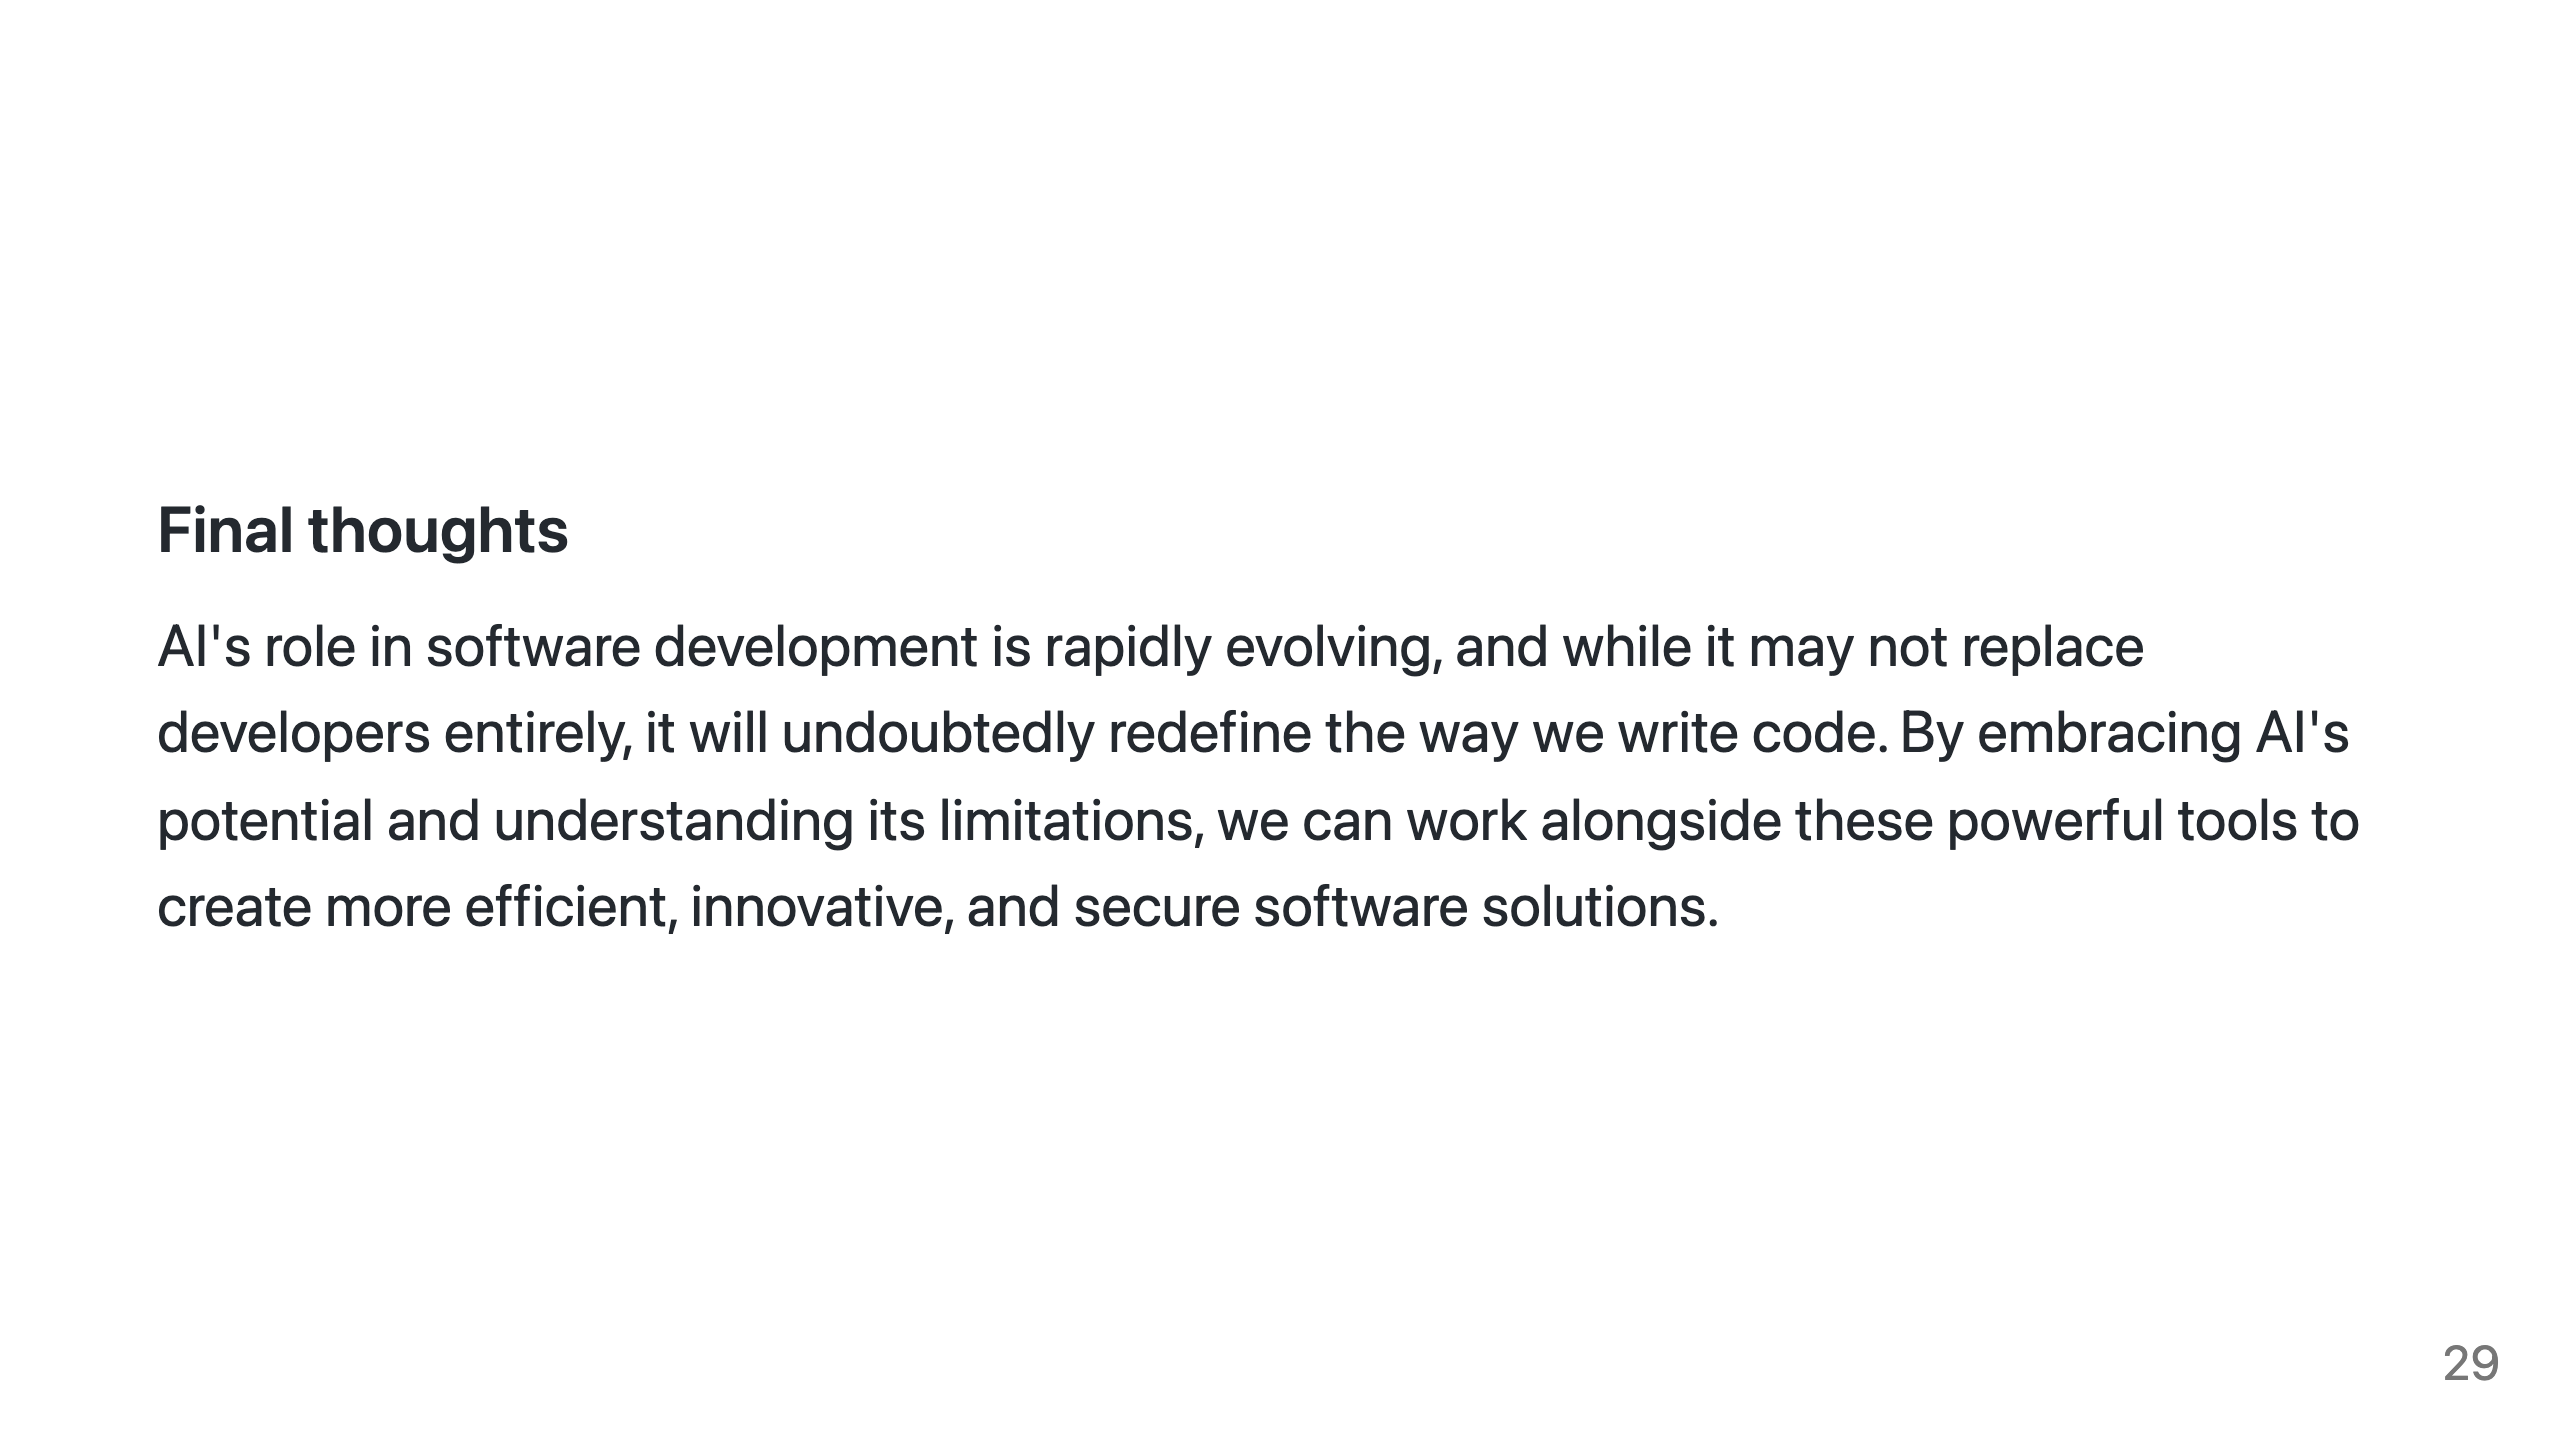 Final thoughts
AI's role in software development is rapidly evolving, and while it may not replace
developers entirely, it will undoubtedly redefine the way we write code. By embracing AI's
potential and understanding its limitations, we can work alongside these powerful tools to
create more efficient, innovative, and secure software solutions.
29